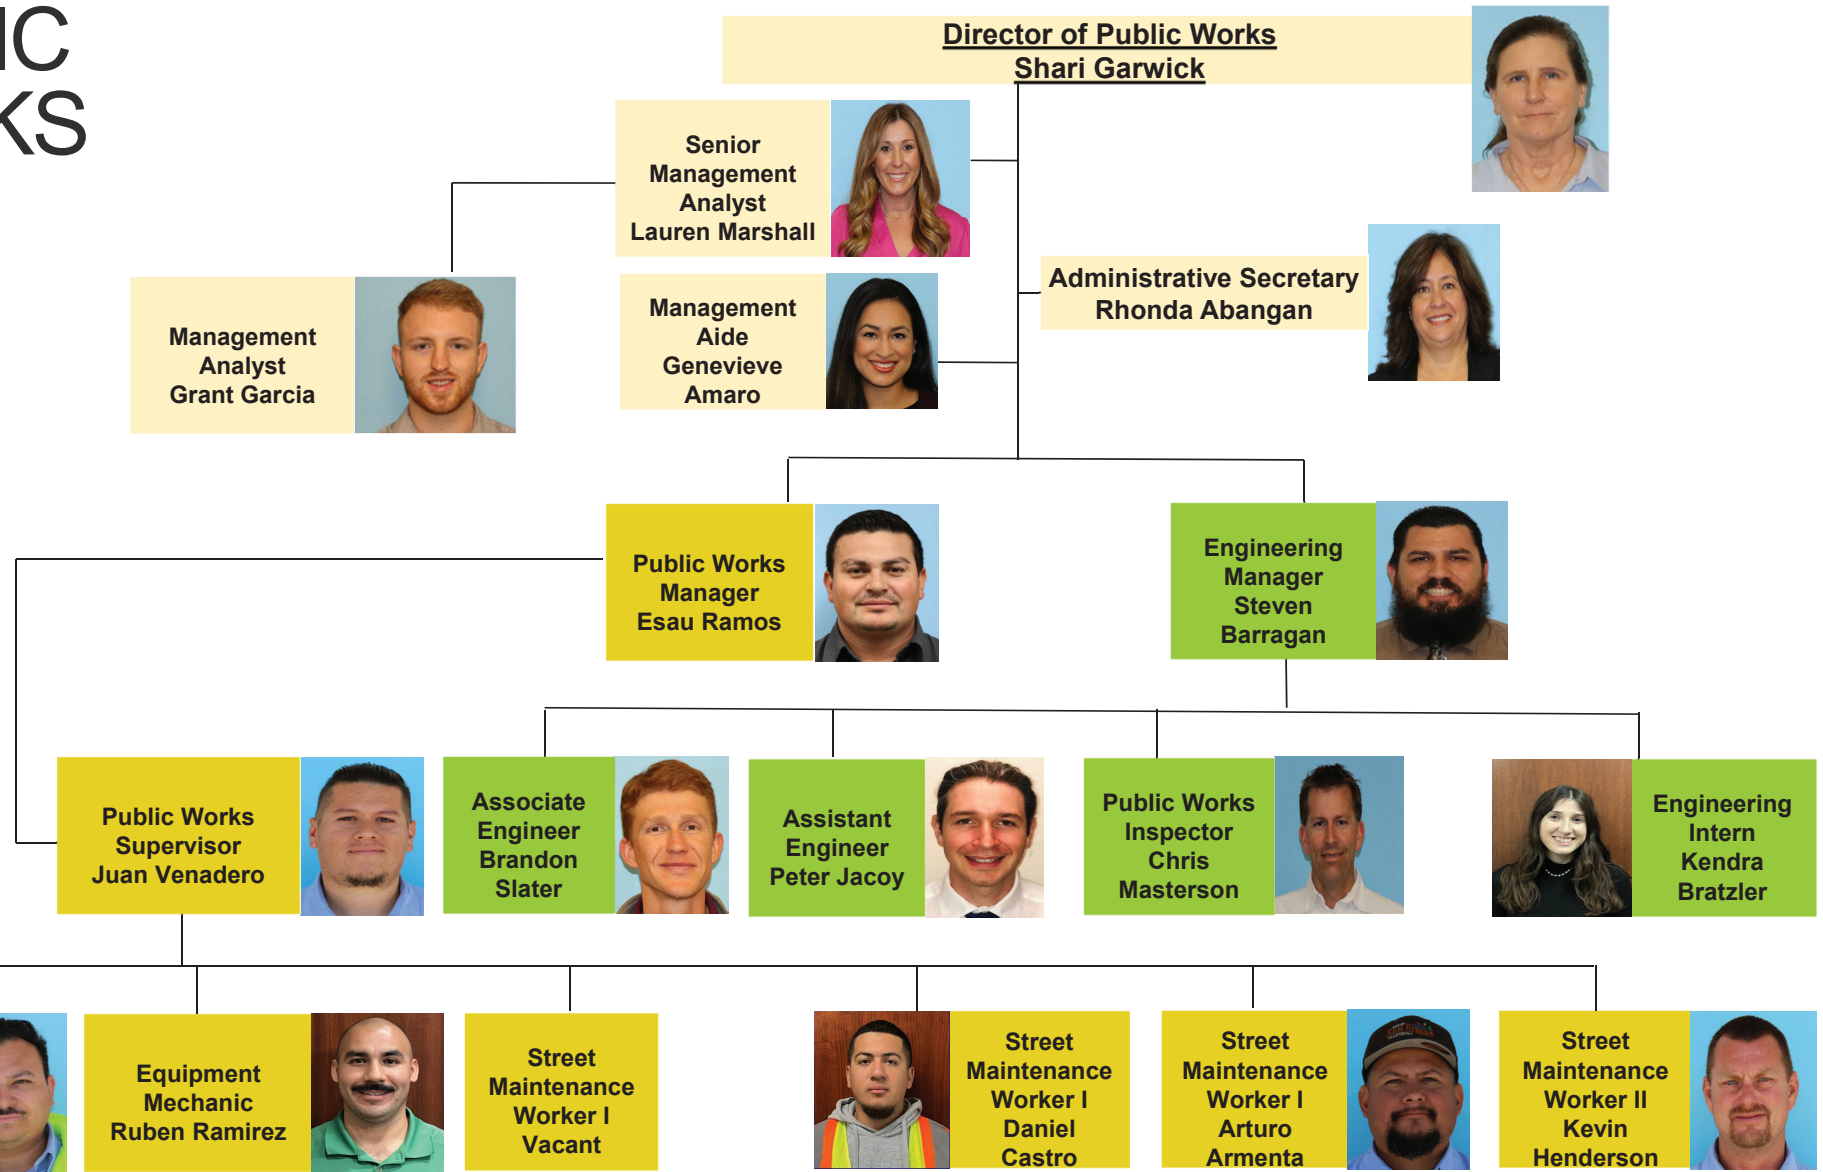 IC
KS
Director of Public Works
Shari Garwick
Senior
Management
Analyst
Lauren Marshall
Administrative Secretary
Rhonda Abangan
Management
Analyst
Grant Garcia
Management
Aide
Genevieve
Amaro
Public Works
Manager
Esau Ramos
Engineering
Manager
Steven
Barragan
Public Works
Supervisor
Juan Venadero
Associate
Engineer
Brandon
Slater
Assistant
Engineer
Peter Jacoy
Public Works
Inspector
Chris
Masterson
Engineering
Intern
Kendra
Bratzler
Equipment
Mechanic
Ruben Ramirez
Street
Maintenance
Worker I
Vacant
Street
Maintenance
Worker I
Daniel
Castro
Street
Maintenance
Worker I
Arturo
Armenta
Street
Maintenance
Worker II
Kevin
Henderson